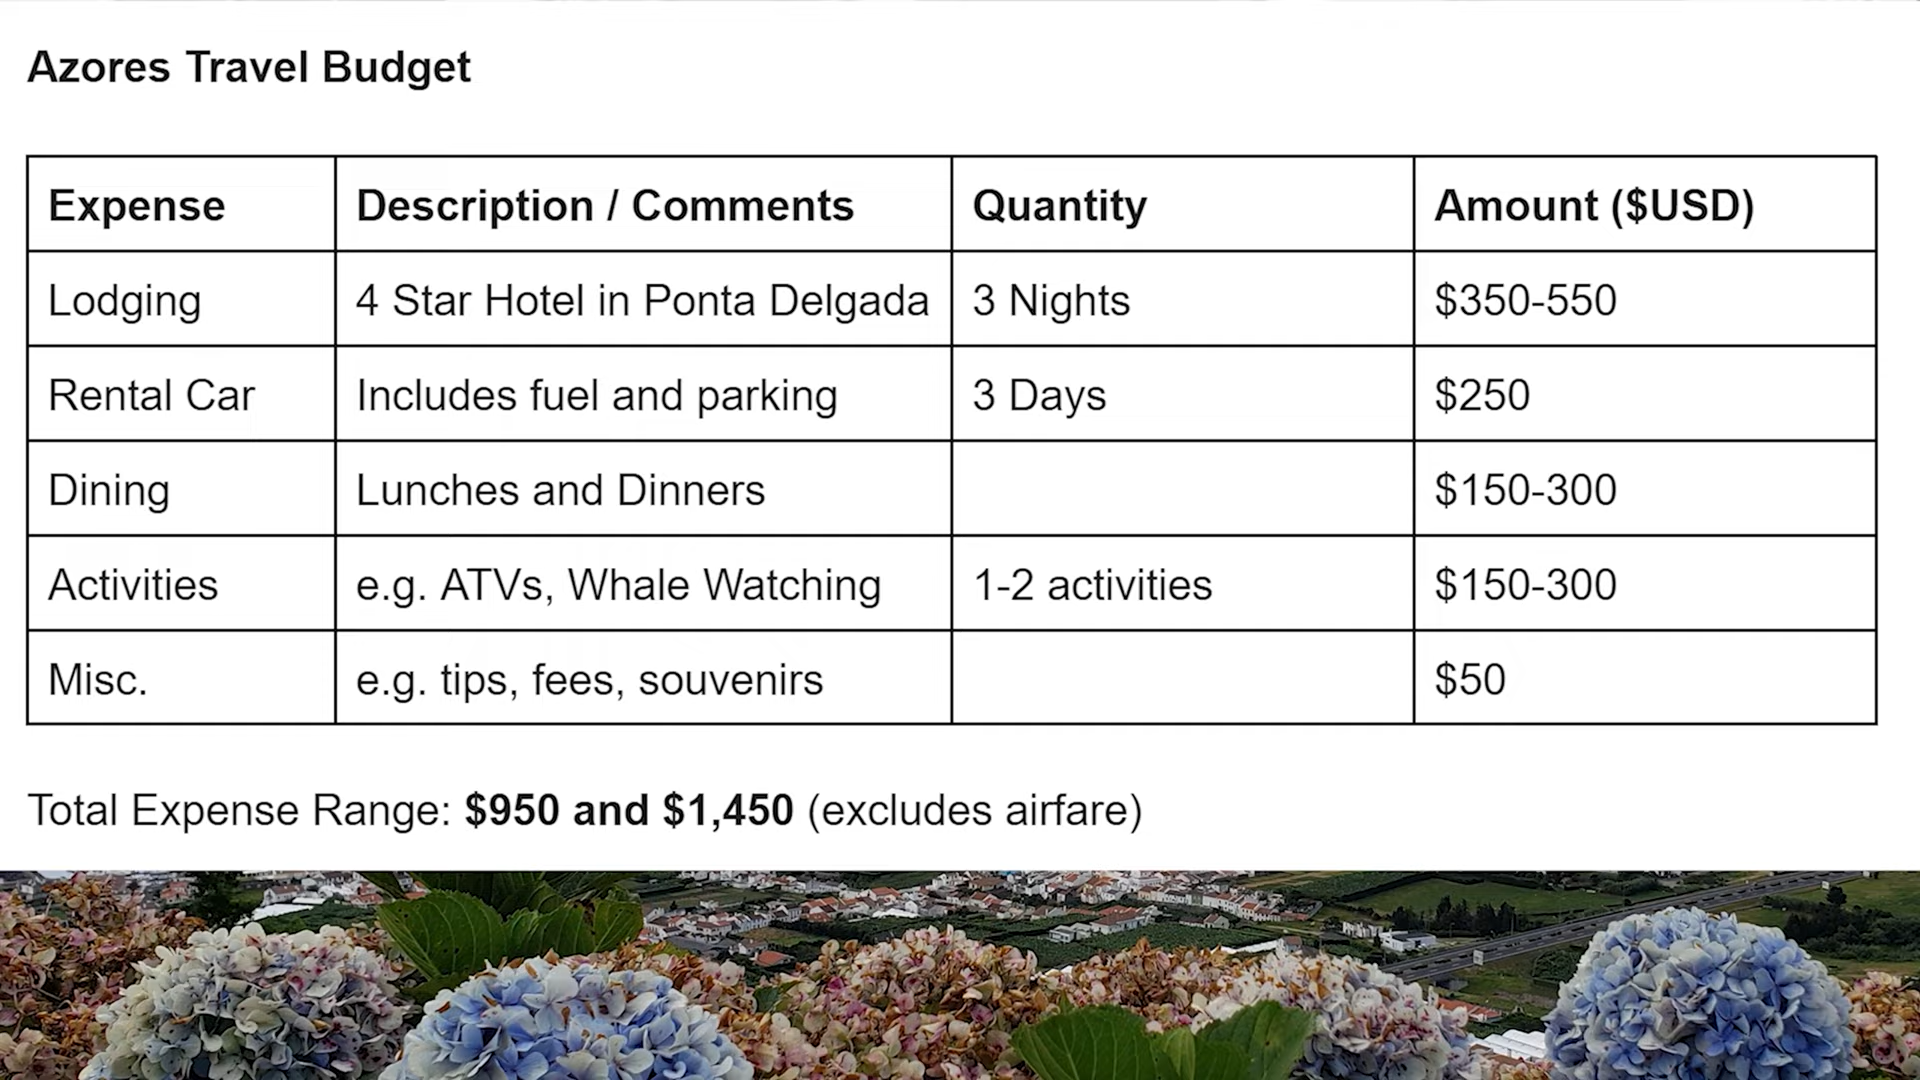 Azores Travel Budget
Expense Description / Comments Quantity Amount ($USD)
Lodging 4 Star Hotel in Ponta Delgada 3 Nights $350-550
Rental Car Includes fuel and parking 3 Days $250
Dining Lunches and Dinners $150-300
Activities e.g. ATVs, Whale Watching 1-2 activities $150-300
Misc. e.g. tips, fees, souvenirs $50
Total Expense Range: $950 and $1,450 (excludes airfare)